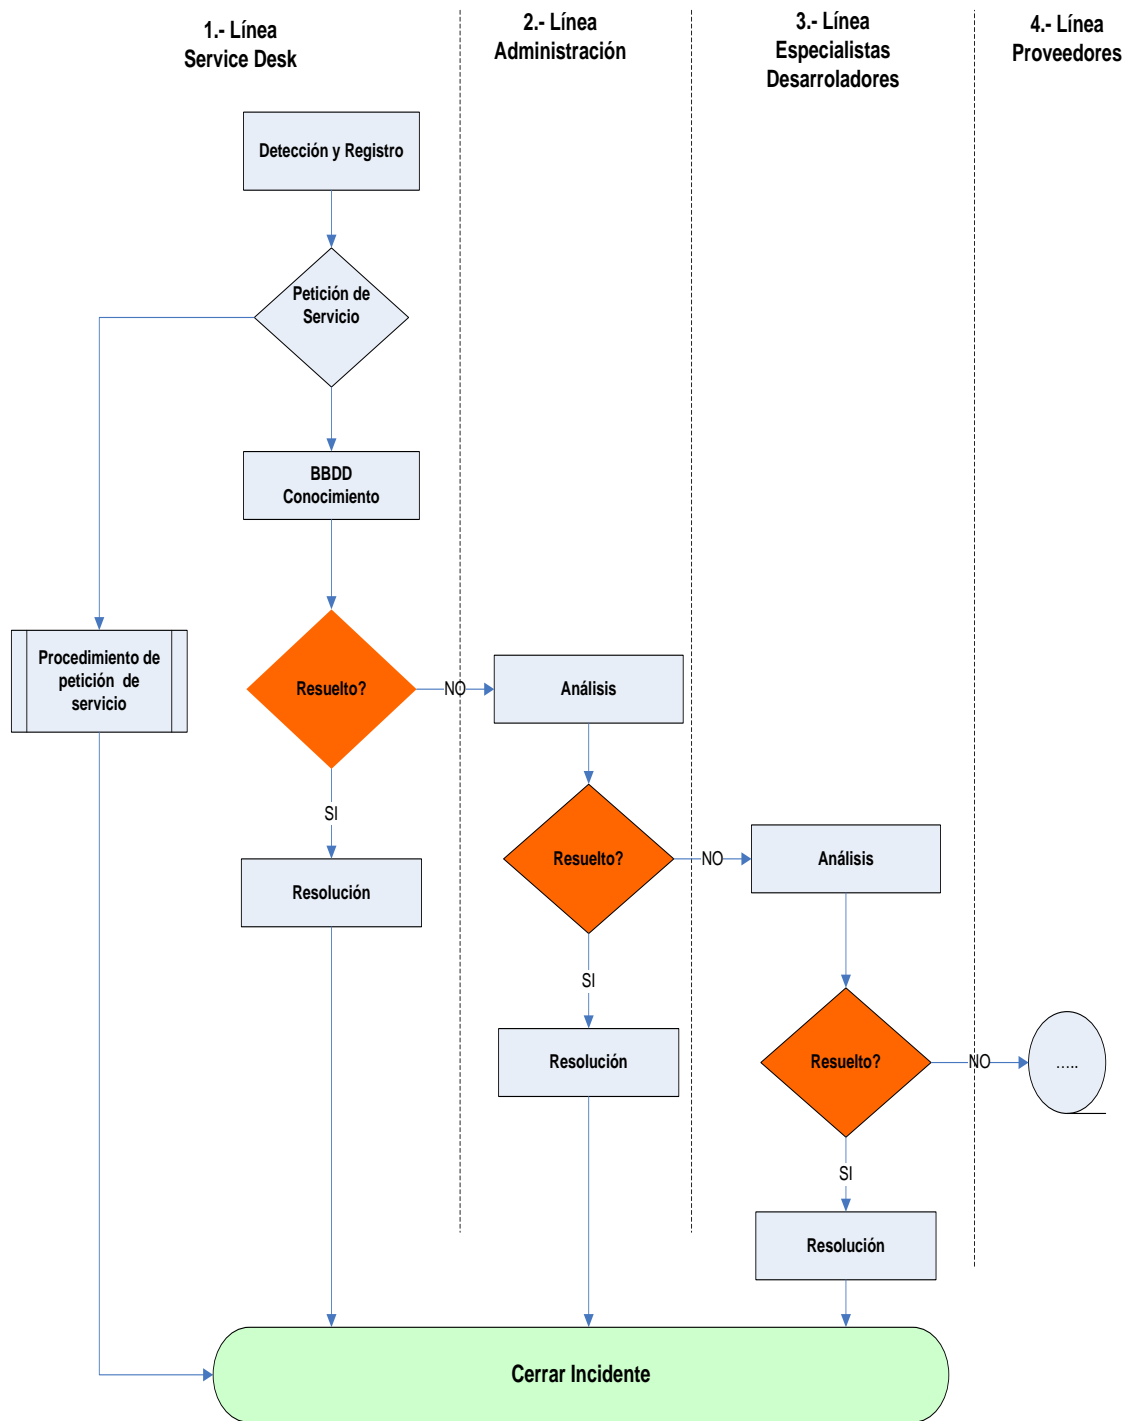 1.- Línea
Service Desk
2.- Línea
Administración
3.- Línea
Especialistas
Desarroladores
4.- Línea
Proveedores
Detección y Registro
Petición de
Servicio
BBDD
Conocimiento
Procedimiento de
petición de
servicio
Resuelto?
NO
Análisis
SI
Resolución
Resuelto?
NO
Análisis
SI
Resolución
Resuelto?
NO
.....
SI
Resolución
Cerrar Incidente